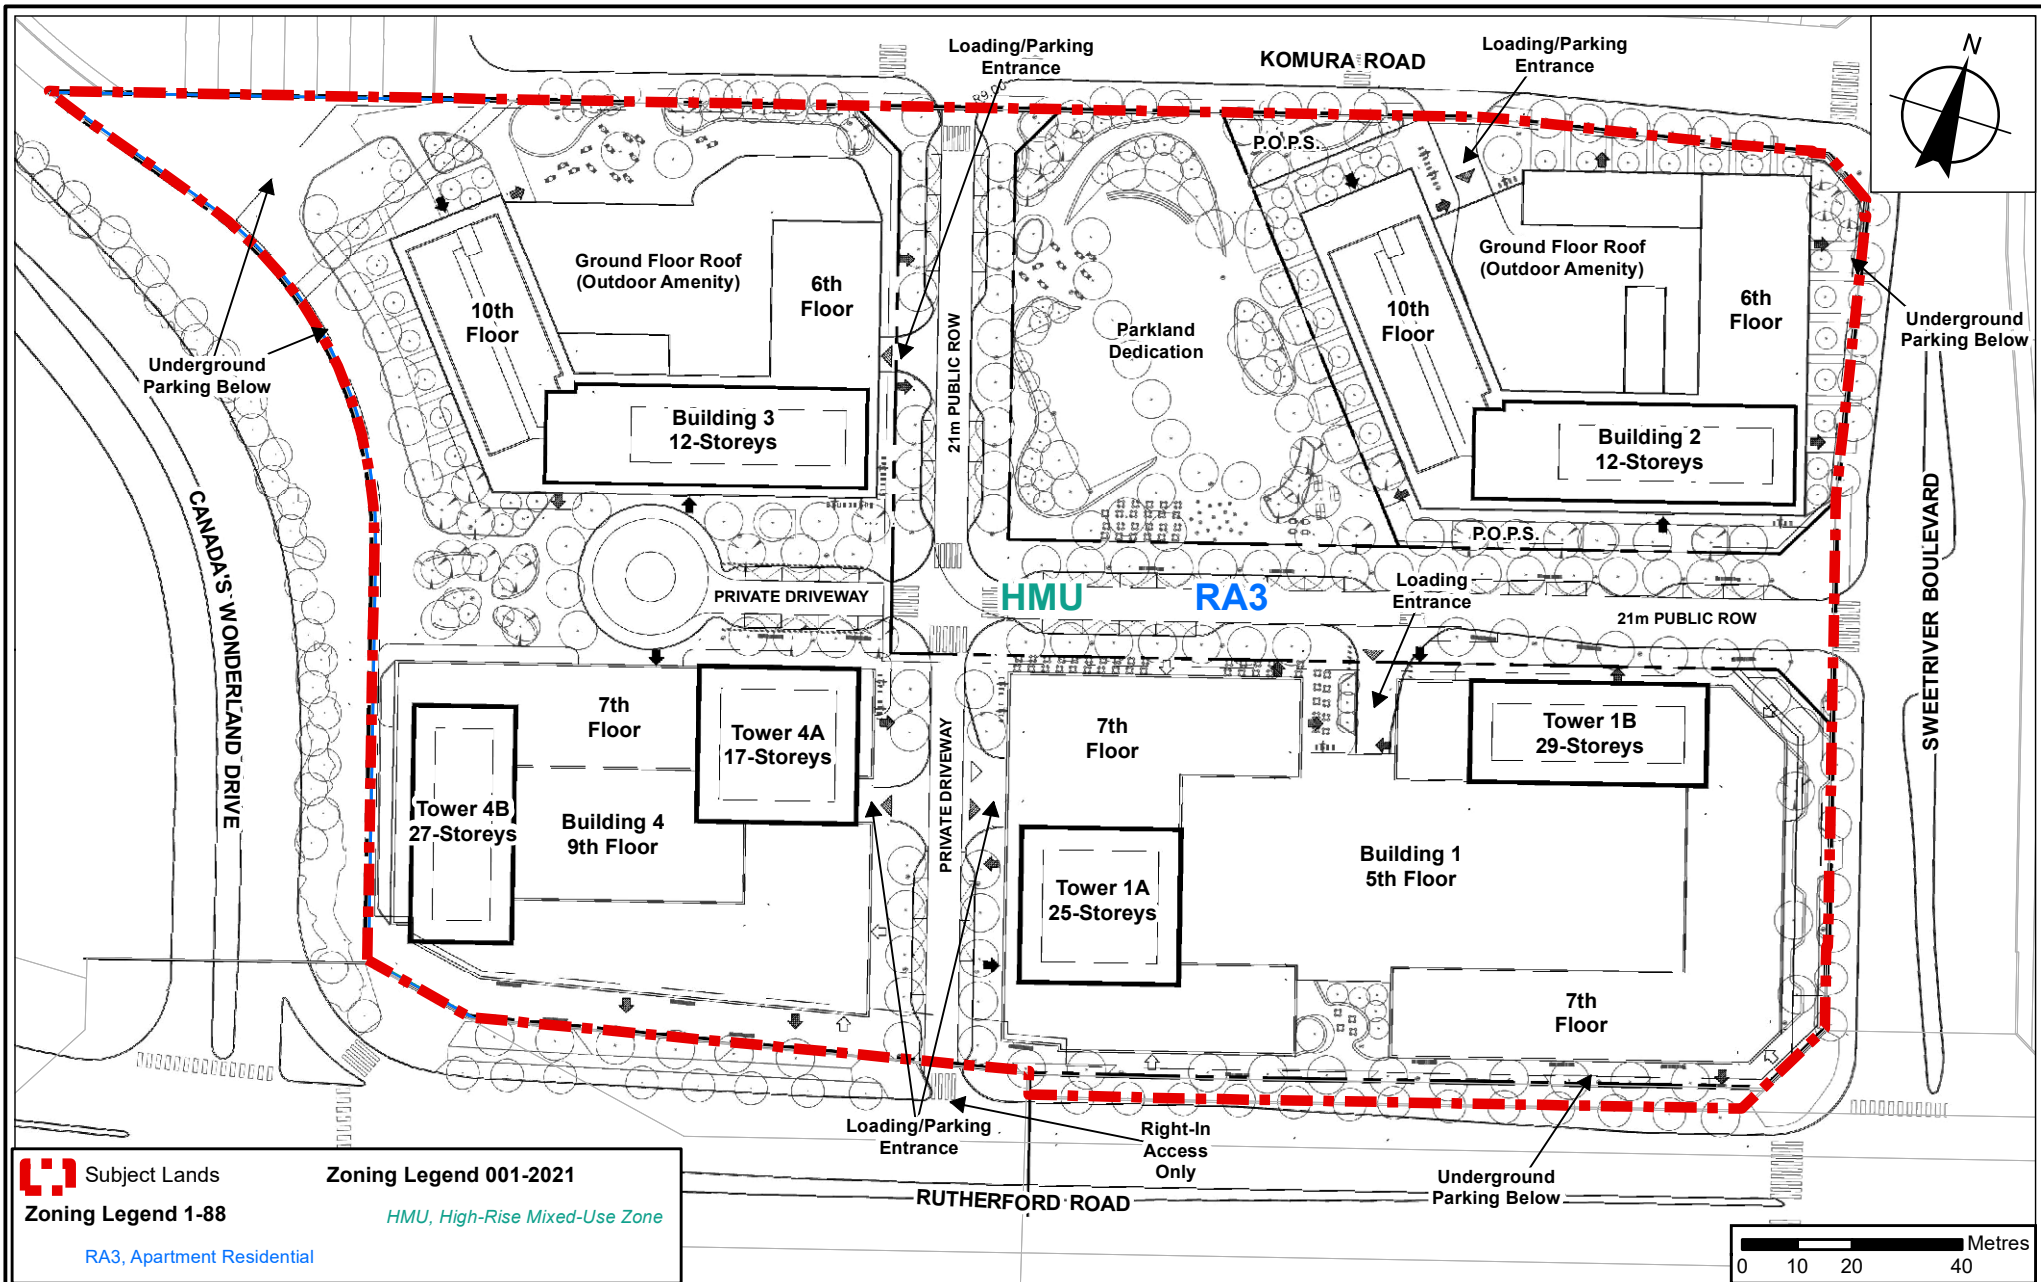 Loading/Parking
Entrance
KOMURA ROAD
Loading/Parking
Entrance
N
P.O.P.S.
Ground Floor Roof
(Outdoor Amenity)
6th
Floor
10th
Floor
Underground
Parking Below
Building 3
12-Storeys
21m PUBLIC ROW
Parkland
Dedication
Ground Floor Roof
(Outdoor Amenity)
10th
Floor
6th
Floor
Underground
Parking Below
Building 2
12-Storeys
P.O.P.S.
CANADA'S WONDERLAND DRIVE
PRIVATE DRIVEWAY
HMU
RA3
Loading
Entrance
21m PUBLIC ROW
SWEETRIVER BOULEVARD
7th
Floor
Tower 4A
17-Storeys
Tower 4B
27-Storeys
Building 4
9th Floor
PRIVATE DRIVEWAY
7th
Floor
Tower 1B
29-Storeys
Tower 1A
25-Storeys
Building 1
5th Floor
7th
Floor
Loading/Parking
Entrance
Right-In
Access
Only
Underground
Parking Below
RUTHERFORD ROAD
Subject Lands
Zoning Legend 001-2021
Zoning Legend 1-88
HMU, High-Rise Mixed-Use Zone
RA3, Apartment Residential
Metres
0 10 20 40